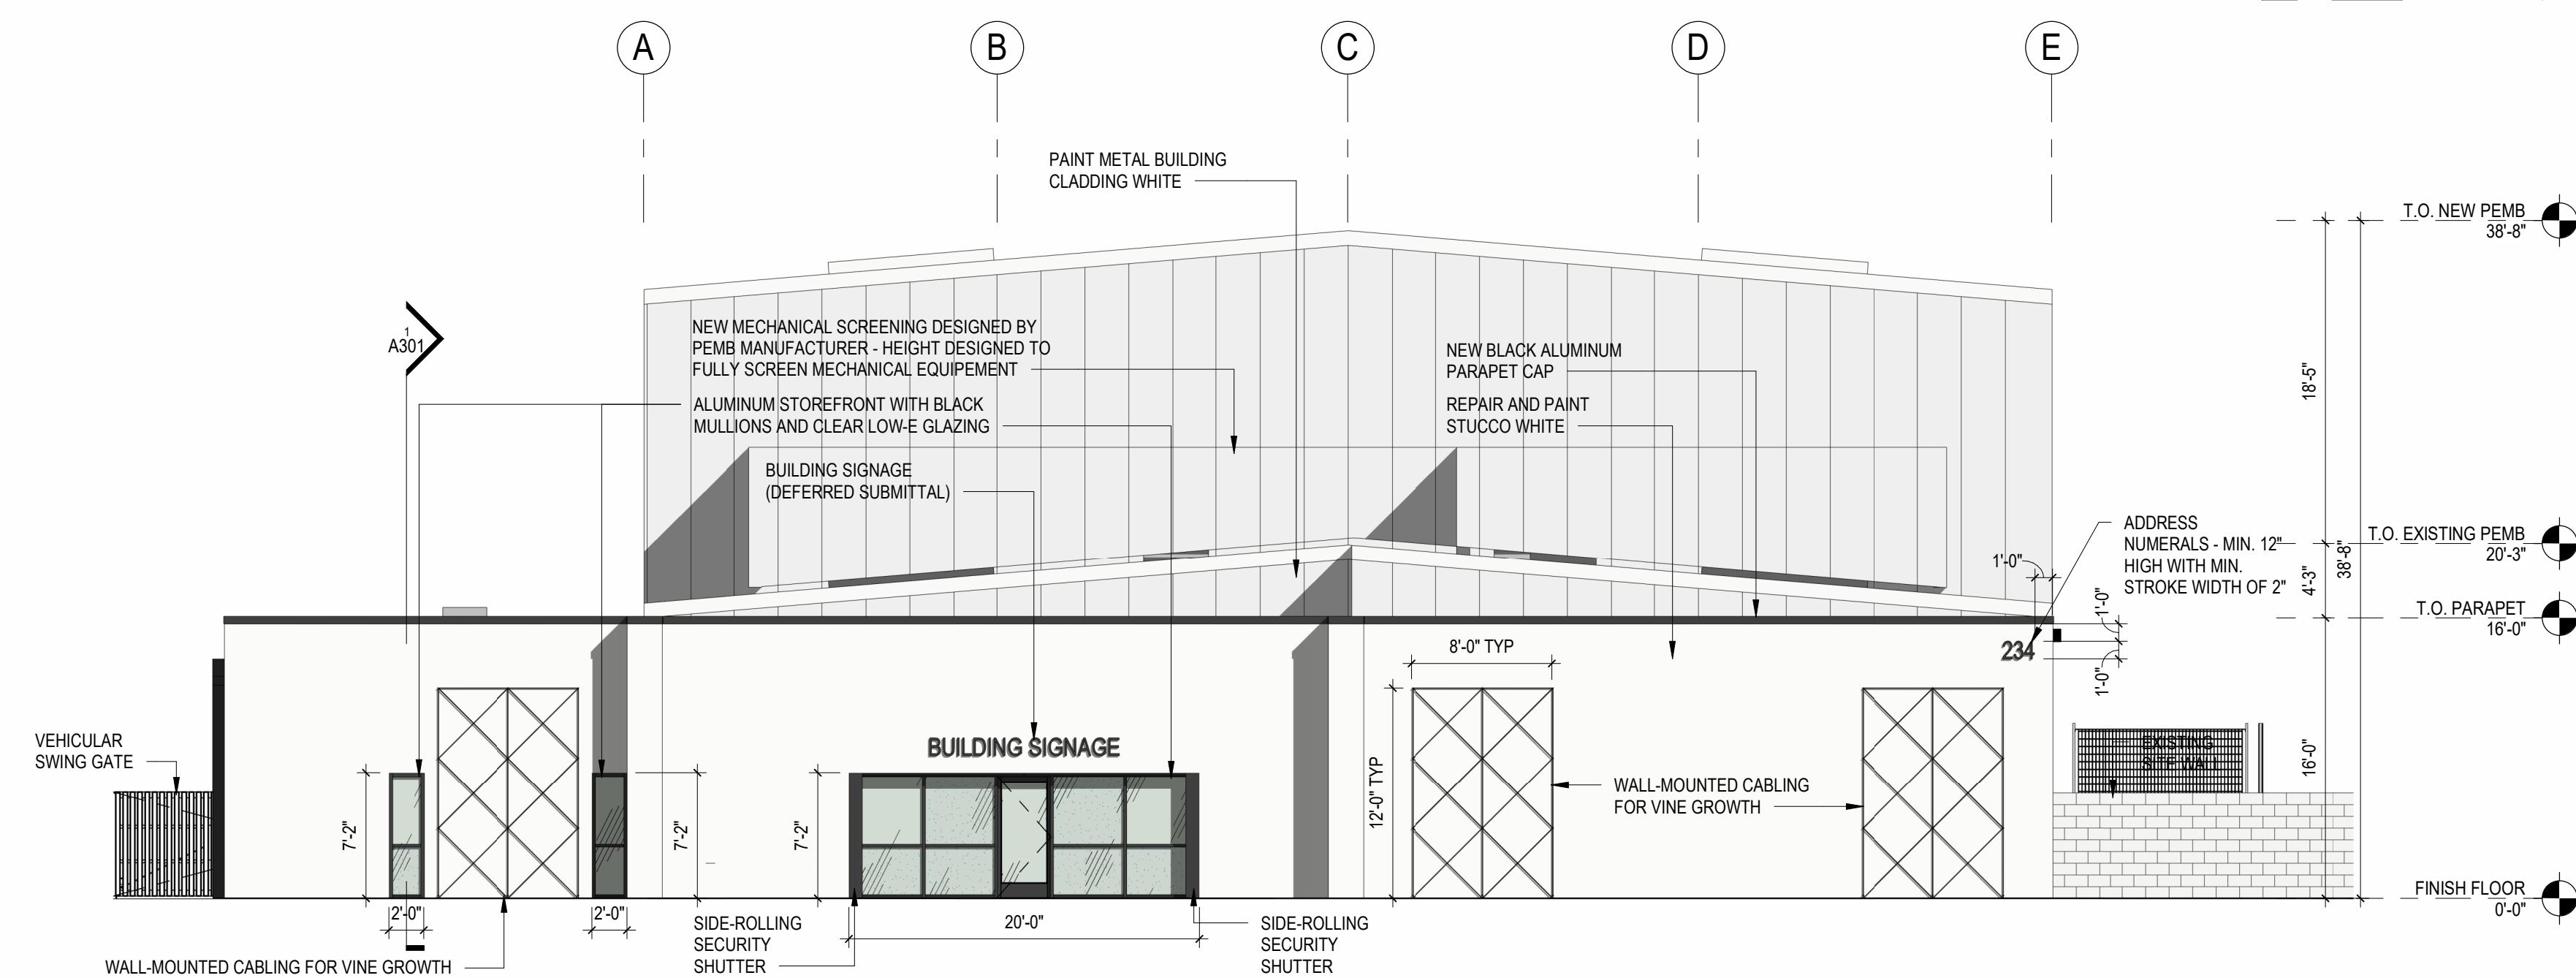 A
B
C
D
E
PAINT METAL BUILDING
CLADDING WHITE
T.O. NEW PEMB
38'-8"
1
A301
NEW MECHANICAL SCREENING DESIGNED BY
PEMB MANUFACTURER - HEIGHT DESIGNED TO
FULLY SCREEN MECHANICAL EQUIPEMENT
ALUMINUM STOREFRONT WITH BLACK
MULLIONS AND CLEAR LOW-E GLAZING
BUILDING SIGNAGE
(DEFERRED SUBMITTAL)
NEW BLACK ALUMINUM
PARAPET CAP
REPAIR AND PAINT
STUCCO WHITE
18'-5"
ADDRESS
NUMERALS - MIN. 12"
HIGH WITH MIN.
STROKE WIDTH OF 2"
T.O. EXISTING PEMB
20'-3"
1'-0"
4'-3"
38'-8"
1'-0"
T.O. PARAPET
16'-0"
8'-0" TYP
234
1'-0"
VEHICULAR
SWING GATE
BUILDING SIGNAGE
EXISTING
SITE WALL
16'-0"
7'-2"
7'-2"
7'-2"
12'-0" TYP
WALL-MOUNTED CABLING
FOR VINE GROWTH
FINISH FLOOR
0'-0"
2'-0"
2'-0"
20'-0"
SIDE-ROLLING
SECURITY
SHUTTER
SIDE-ROLLING
SECURITY
SHUTTER
WALL-MOUNTED CABLING FOR VINE GROWTH